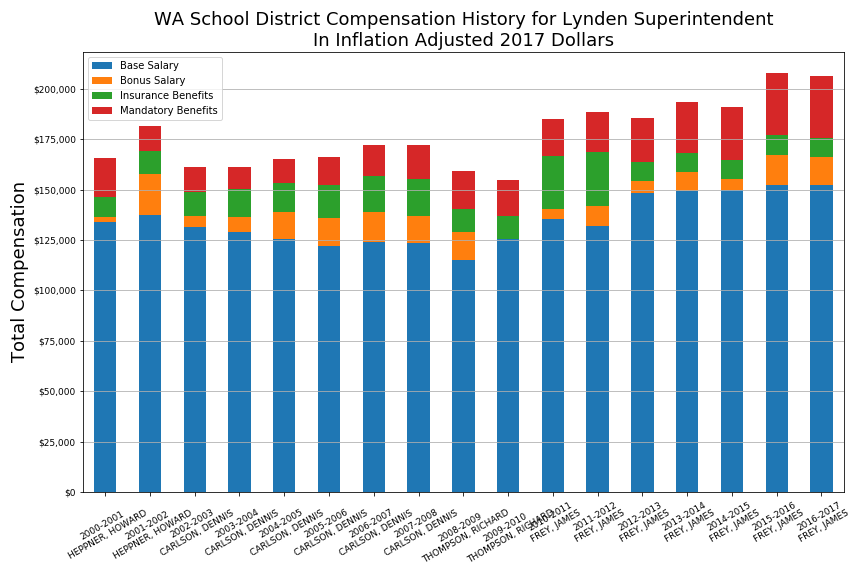 WA School District Compensation History for Lynden Superintendent
In Inflation Adjusted 2017 Dollars
Base Salary
Bonus Salary
Insurance Benefits
Mandatory Benefits
Total Compensation
$200,000
$175,000
$150,000
$125,000
$100,000
$75,000
$50,000
$25,000
$0
2000-2001
HEPPNER, HOWARD
2001-2002
HEPPNER, HOWARD
2002-2003
CARLSON, DENNIS
2003-2004
CARLSON, DENNIS
2004-2005
CARLSON, DENNIS
2005-2006
CARLSON, DENNIS
2006-2007
CARLSON, DENNIS
2007-2008
CARLSON, DENNIS
2008-2009
THOMPSON, RICHARD
2009-2010
THOMPSON, RICHARD
2010-2011
FREY, JAMES
2011-2012
FREY, JAMES
2012-2013
FREY, JAMES
2013-2014
FREY, JAMES
2014-2015
FREY, JAMES
2015-2016
FREY, JAMES
2016-2017
FREY, JAMES